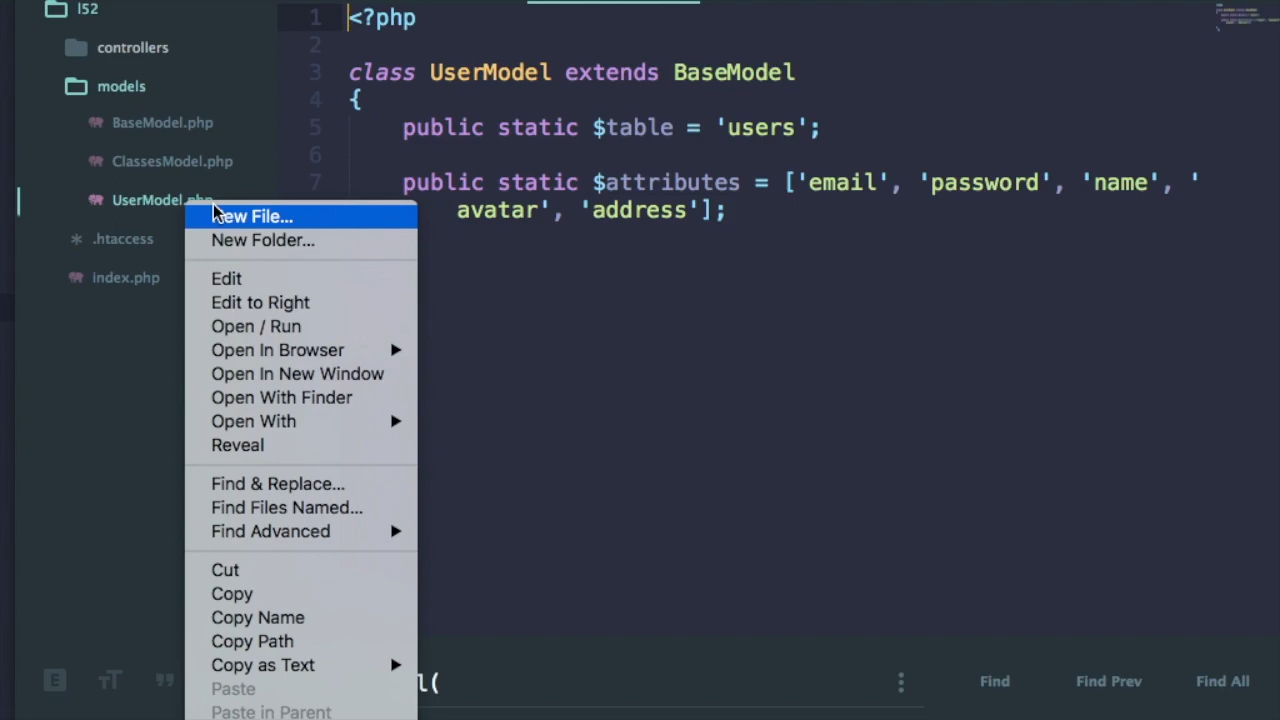 l52
controllers
models
BaseModel.php
ClassesModel.php
UserModel.php
.htaccess
index.php
1 <?php
2
3 class UserModel extends BaseModel
4 {
5 public static $table = 'users';
6
7 public static $attributes = ['email', 'password', 'name', '
avatar', 'address'];
New File...
New Folder...
Edit
Edit to Right
Open / Run
Open In Browser
Open In New Window
Open With Finder
Open With
Reveal
Find & Replace...
Find Files Named...
Find Advanced
Cut
Copy
Copy Name
Copy Path
Copy as Text
Paste
Paste in Parent
l(
Find
Find Prev
Find All